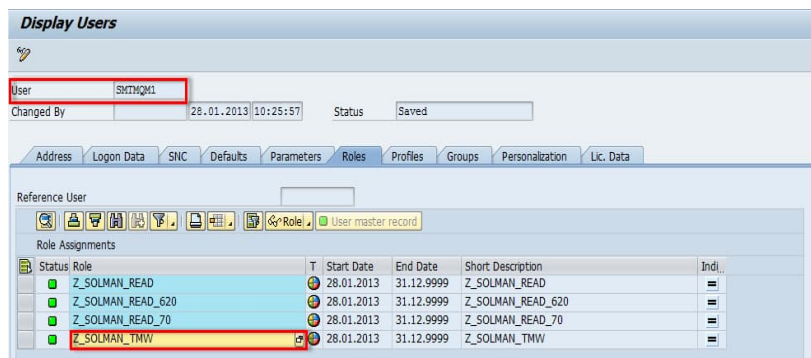 Display Users
User SMTMQM1
Changed By 28.01.2013 10:25:57 Status Saved
Address Logon Data SNC Defaults Parameters Roles Profiles Groups Personalization Lic. Data
Reference User
Role User master record
Role Assignments
Status Role T Start Date End Date Short Description Indi..
Z_SOLMAN_READ 28.01.2013 31.12.9999 Z_SOLMAN_READ
Z_SOLMAN_READ_620 28.01.2013 31.12.9999 Z_SOLMAN_READ_620
Z_SOLMAN_READ_70 28.01.2013 31.12.9999 Z_SOLMAN_READ_70
Z_SOLMAN_TMW 28.01.2013 31.12.9999 Z_SOLMAN_TMW